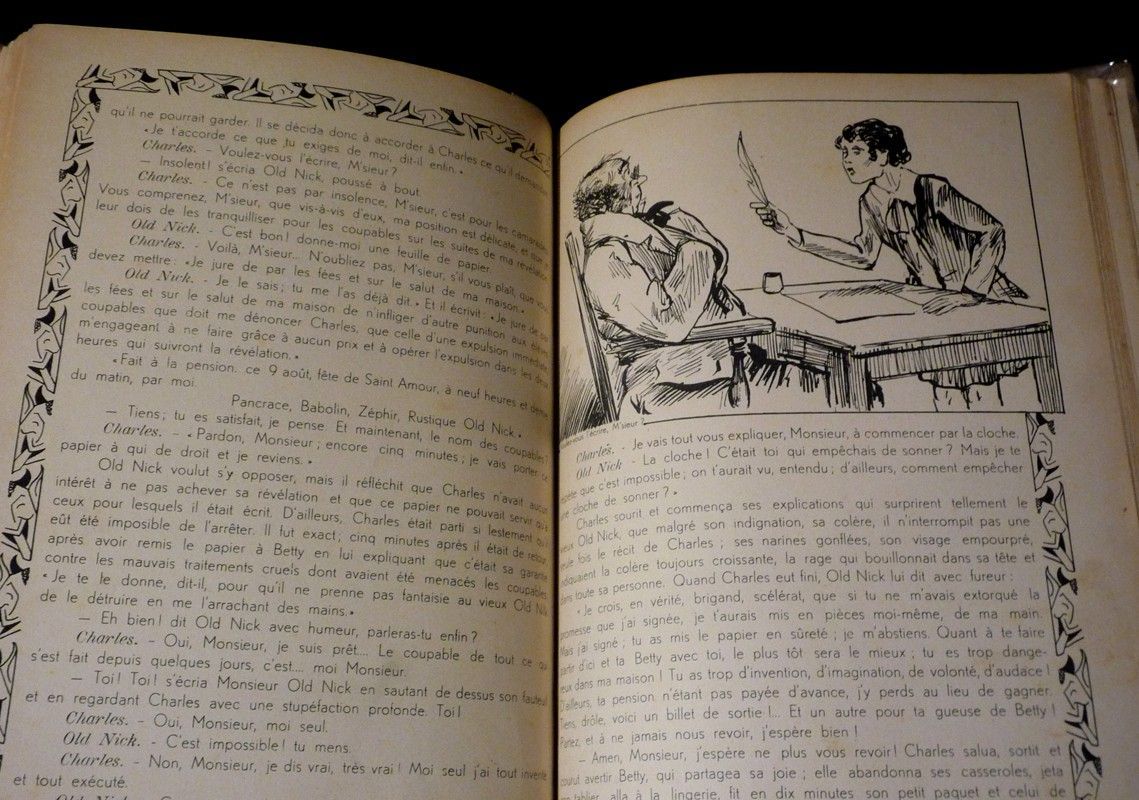 qu'il ne pourrait garder. Il se décida donc à accorder à Charles ce qu'il demandait
«Je t'accorde ce que tu exiges de moi, dit-il enfin.»
Charles. - Voulez-vous l'écrire, M'sieur ?
— Insolent ! s'écria Old Nick, poussé à bout.
Charles. - Ce n'est pas par insolence, M'sieur, c'est pour les camarades.
Vous comprenez, M'sieur, que vis-à-vis d'eux, ma position est délicate, et que je
leur dois de les tranquilliser pour les coupables sur les suites de ma révélation
Old Nick. - C'est bon ! donne-moi une feuille de papier.
Charles. - Voilà, M'sieur... N'oubliez pas, M'sieur, s'il vous plaît, que vous
devez mettre : «Je jure de par les fées et sur le salut de ma maison.»
Old Nick. - Je le sais ; tu me l'as déjà dit.» Et il écrivit : «Je jure de par
les fées et sur le salut de ma maison de n'infliger d'autre punition aux élèves
coupables que doit me dénoncer Charles, que celle d'une expulsion immédiate
m'engageant à ne faire grâce à aucun prix et à opérer l'expulsion dans les deux
heures qui suivront la révélation.»
«Fait à la pension. ce 9 août, fête de Saint Amour, à neuf heures et demie
du matin, par moi.
Pancrace, Babolin, Zéphir, Rustique Old Nick.»
— Tiens ; tu es satisfait, je pense. Et maintenant, le nom des coupables ?
Charles. - «Pardon, Monsieur ; encore cinq minutes ; je vais porter ce
papier à qui de droit et je reviens.»
Old Nick voulut s'y opposer, mais il réfléchit que Charles n'avait aucun
intérêt à ne pas achever sa révélation et que ce papier ne pouvait servir qu'à
ceux pour lesquels il était écrit. D'ailleurs, Charles était parti si lestement qu'il
eût été imposible de l'arrêter. Il fut exact ; cinq minutes après il était de retour
après avoir remis le papier à Betty en lui expliquant que c'était sa garantie
contre les mauvais traitements cruels dont avaient été menacés les coupables.
«Je te le donne, dit-il, pour qu'il ne prenne pas fantaisie au vieux Old Nick
de le détruire en me l'arrachant des mains.»
— Eh bien ! dit Old Nick avec humeur, parleras-tu enfin ?
Charles. - Oui, Monsieur, je suis prêt.... Le coupable de tout ce qui
s'est fait depuis quelques jours, c'est.... moi Monsieur.
— Toi ! Toi ! s'écria Monsieur Old Nick en sautant de dessus son fauteuil
et en regardant Charles avec une stupéfaction profonde. Toi !
Charles. - Oui, Monsieur, moi seul.
Old Nick. - C'est impossible ! tu mens.
Charles. - Non, Monsieur, je dis vrai, très vrai ! Moi seul j'ai tout inventé
et tout exécuté.
Old Nick.
l'écrire, M'sieur ?
Charles. - Je vais tout vous expliquer, Monsieur, à commencer par la cloche.
Old Nick - La cloche ! C'était toi qui empêchais de sonner ? Mais je te
répète que c'est impossible ; on t'aurait vu, entendu ; d'ailleurs, comment empêcher
une cloche de sonner ?»
Charles sourit et commença ses explications qui surprirent tellement le
vieux Old Nick, que malgré son indignation, sa colère, il n'interrompit pas une
seule fois le récit de Charles ; ses narines gonflées, son visage empourpré,
indiquaient la colère toujours croissante, la rage qui bouillonnait dans sa tête et
dans toute sa personne. Quand Charles eut fini, Old Nick lui dit avec fureur :
«Je crois, en vérité, brigand, scélérat, que si tu ne m'avais extorqué la
promesse que j'ai signée, je t'aurais mis en pièces moi-même, de ma main.
Mais j'ai signé ; tu as mis le papier en sûreté ; je m'abstiens. Quant à te faire
partir d'ici et ta Betty avec toi, le plus tôt sera le mieux ; tu es trop dange-
reux dans ma maison ! Tu as trop d'invention, d'imagination, de volonté, d'audace !
D'ailleurs, ta pension n'étant pas payée d'avance, j'y perds au lieu de gagner.
Tiens, drôle, voici un billet de sortie !... Et un autre pour ta gueuse de Betty !
Partez, et à ne jamais nous revoir, j'espère bien !
— Amen, Monsieur, j'espère ne plus vous revoir ! Charles salua, sortit et
courut avertir Betty, qui partagea sa joie ; elle abandonna ses casseroles, jeta
son tablier, alla à la lingerie, fit en dix minutes son petit paquet et celui de